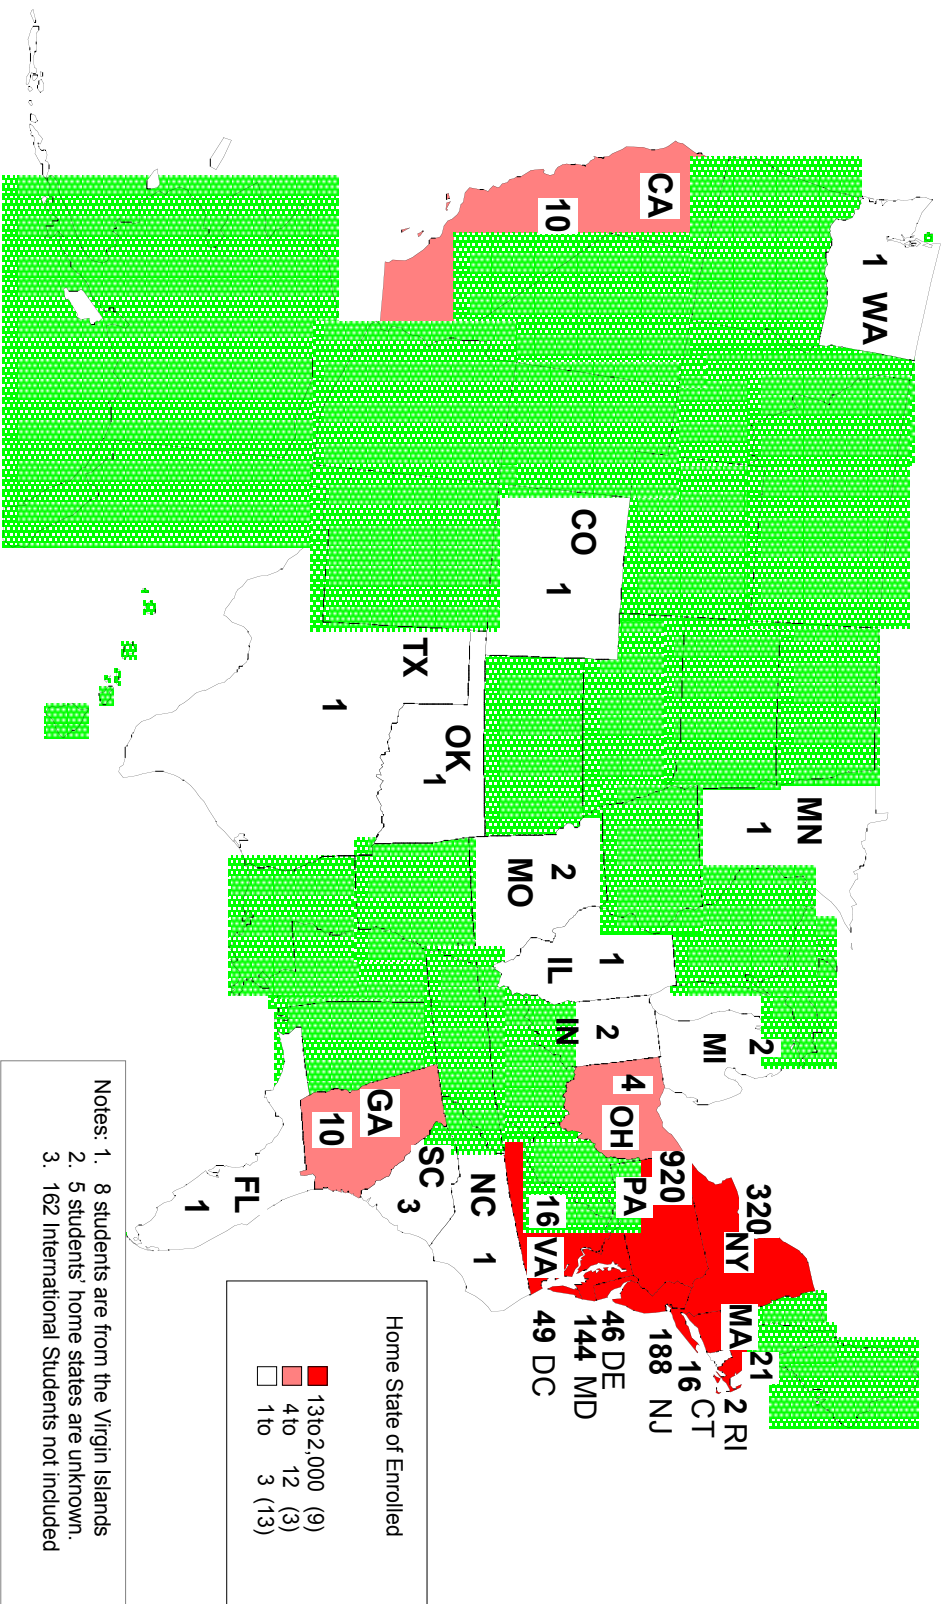 1 WA
CA
10
CO
1
TX
1
OK
1
MN
1
2
MO
1
IL
2
IN
2
MI
4
OH
920
PA
320
NY
MA 21
2 RI
16 CT
188 NJ
46 DE
144 MD
49 DC
16 VA
NC
1
SC
3
GA
10
FL
1
Home State of Enrolled
13to2,000 (9)
4to 12 (3)
1to 3 (13)
Notes: 1. 8 students are from the Virgin Islands
2. 5 students' home states are unknown.
3. 162 International Students not included